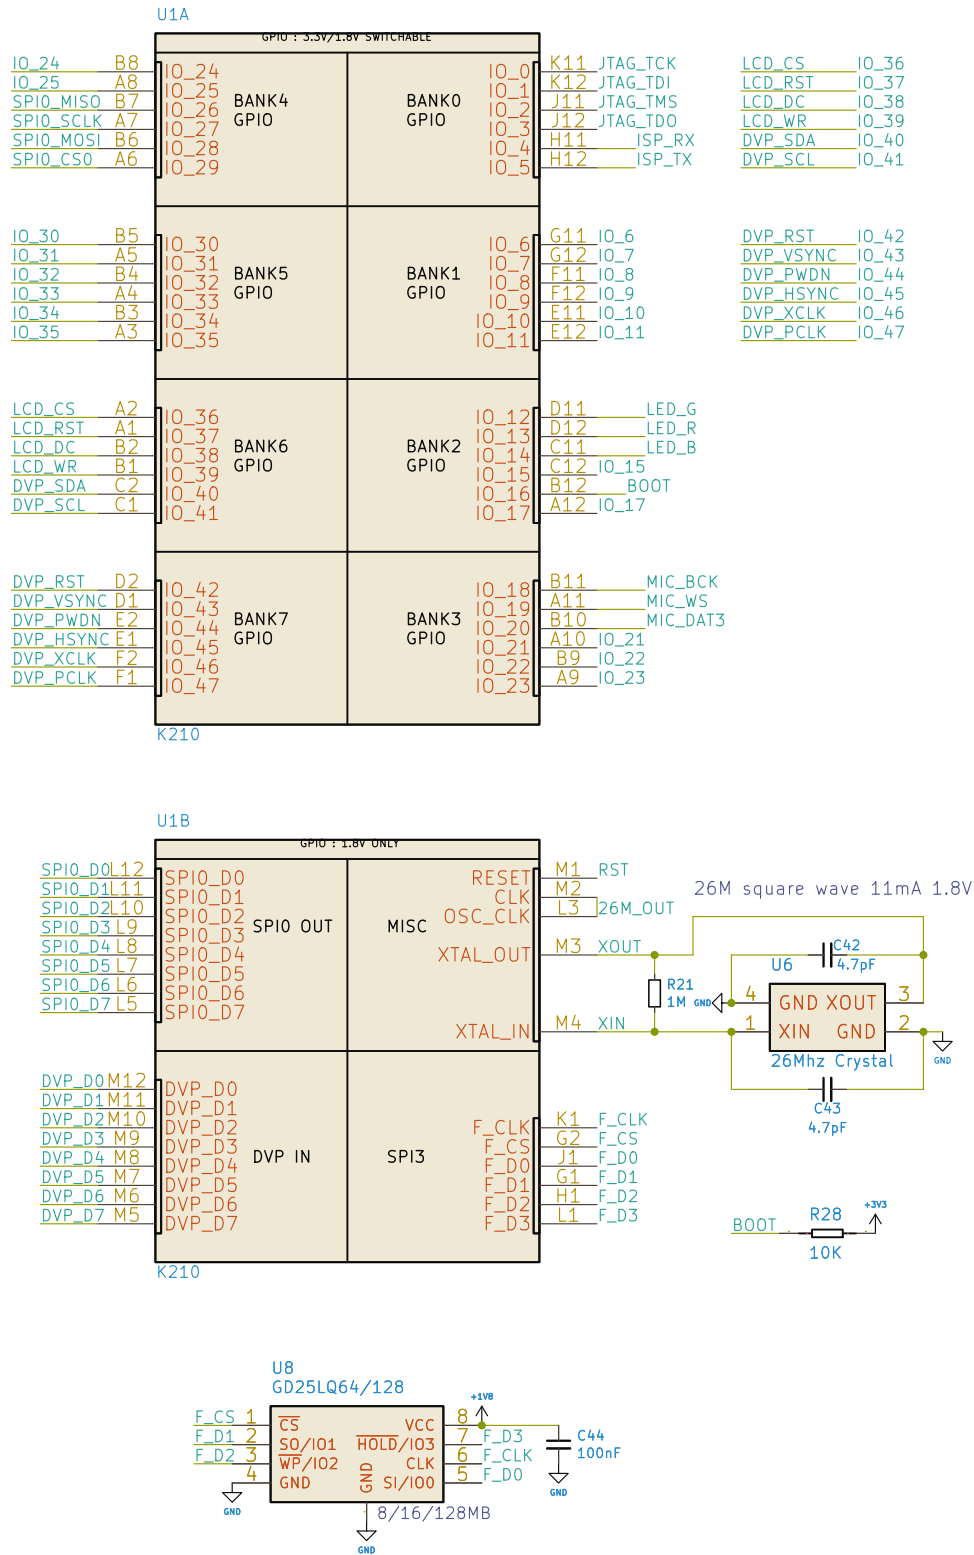 U1A
GPIO : 3.3V/1.8V SWITCHABLE
IO_24 B8 IO_24 IO_0 K11 JTAG_TCK LCD_CS IO_36
IO_25 A8 IO_25 IO_1 K12 JTAG_TDI LCD_RST IO_37
SPI0_MISO B7 IO_26 BANK4 BANK0 IO_2 J11 JTAG_TMS LCD_DC IO_38
SPI0_SCLK A7 IO_27 GPIO GPIO IO_3 J12 JTAG_TDO LCD_WR IO_39
SPI0_MOSI B6 IO_28 IO_4 H11 ISP_RX DVP_SDA IO_40
SPI0_CS0 A6 IO_29 IO_5 H12 ISP_TX DVP_SCL IO_41
IO_30 B5 IO_30 IO_6 G11 IO_6 DVP_RST IO_42
IO_31 A5 IO_31 IO_7 G12 IO_7 DVP_VSYNC IO_43
IO_32 B4 IO_32 BANK5 BANK1 IO_8 F11 IO_8 DVP_PWDN IO_44
IO_33 A4 IO_33 GPIO GPIO IO_9 F12 IO_9 DVP_HSYNC IO_45
IO_34 B3 IO_34 IO_10 E11 IO_10 DVP_XCLK IO_46
IO_35 A3 IO_35 IO_11 E12 IO_11 DVP_PCLK IO_47
LCD_CS A2 IO_36 IO_12 D11 LED_G
LCD_RST A1 IO_37 IO_13 D12 LED_R
LCD_DC B2 IO_38 BANK6 BANK2 IO_14 C11 LED_B
LCD_WR B1 IO_39 GPIO GPIO IO_15 C12 IO_15
DVP_SDA C2 IO_40 IO_16 B12 BOOT
DVP_SCL C1 IO_41 IO_17 A12 IO_17
DVP_RST D2 IO_42 IO_18 B11 MIC_BCK
DVP_VSYNC D1 IO_43 IO_19 A11 MIC_WS
DVP_PWDN E2 IO_44 BANK7 BANK3 IO_20 B10 MIC_DAT3
DVP_HSYNC E1 IO_45 GPIO GPIO IO_21 A10 IO_21
DVP_XCLK F2 IO_46 IO_22 B9 IO_22
DVP_PCLK F1 IO_47 IO_23 A9 IO_23
K210
U1B
GPIO : 1.8V ONLY
SPI0_D0 L12 SPI0_D0 RESET M1 RST
SPI0_D1 L11 SPI0_D1 CLK M2 26M square wave 11mA 1.8V
SPI0_D2 L10 SPI0_D2 SPI0 OUT MISC OSC_CLK L3 26M_OUT
SPI0_D3 L9 SPI0_D3
SPI0_D4 L8 SPI0_D4 XTAL_OUT M3 XOUT C42
SPI0_D5 L7 SPI0_D5 U6 4.7pF
SPI0_D6 L6 SPI0_D6 R21
SPI0_D7 L5 SPI0_D7 1M GND 4 GND XOUT 3
XTAL_IN M4 XIN 1 XIN GND 2
26Mhz Crystal GND
DVP_D0 M12 DVP_D0
DVP_D1 M11 DVP_D1 C43
DVP_D2 M10 DVP_D2 F_CLK K1 F_CLK 4.7pF
DVP_D3 M9 DVP_D3 F_CS G2 F_CS
DVP_D4 M8 DVP_D4 DVP IN SPI3 F_D0 J1 F_D0
DVP_D5 M7 DVP_D5 F_D1 G1 F_D1
DVP_D6 M6 DVP_D6 F_D2 H1 F_D2 R28 +3V3
DVP_D7 M5 DVP_D7 F_D3 L1 F_D3 BOOT
10K
K210
U8
GD25LQ64/128
+1V8
F_CS 1 CS VCC 8
F_D1 2 SO/IO1 HOLD/IO3 7 F_D3 C44
F_D2 3 WP/IO2 CLK 6 F_CLK 100nF
4 GND GND SI/IO0 5 F_D0
GND GND
8/16/128MB
GND